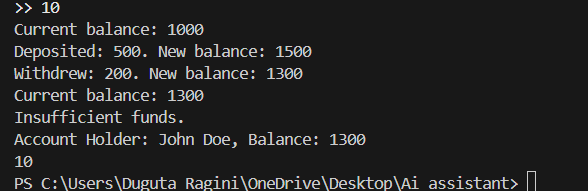 >> 10
Current balance: 1000
Deposited: 500. New balance: 1500
Withdrew: 200. New balance: 1300
Current balance: 1300
Insufficient funds.
Account Holder: John Doe, Balance: 1300
10
PS C:\Users\Duguta Ragini\OneDrive\Desktop\Ai assistant>